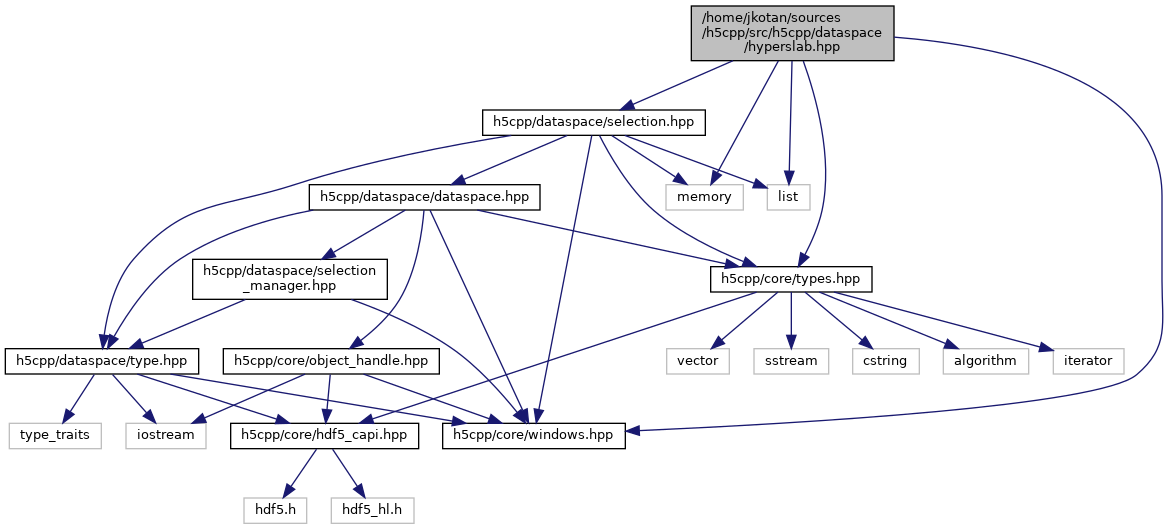 /home/jkotan/sources
/h5cpp/src/h5cpp/dataspace
/hyperslab.hpp
h5cpp/dataspace/selection.hpp
h5cpp/dataspace/dataspace.hpp
memory
list
h5cpp/dataspace/selection
_manager.hpp
h5cpp/core/types.hpp
h5cpp/dataspace/type.hpp
h5cpp/core/object_handle.hpp
vector
sstream
cstring
algorithm
iterator
type_traits
iostream
h5cpp/core/hdf5_capi.hpp
h5cpp/core/windows.hpp
hdf5.h
hdf5_hl.h